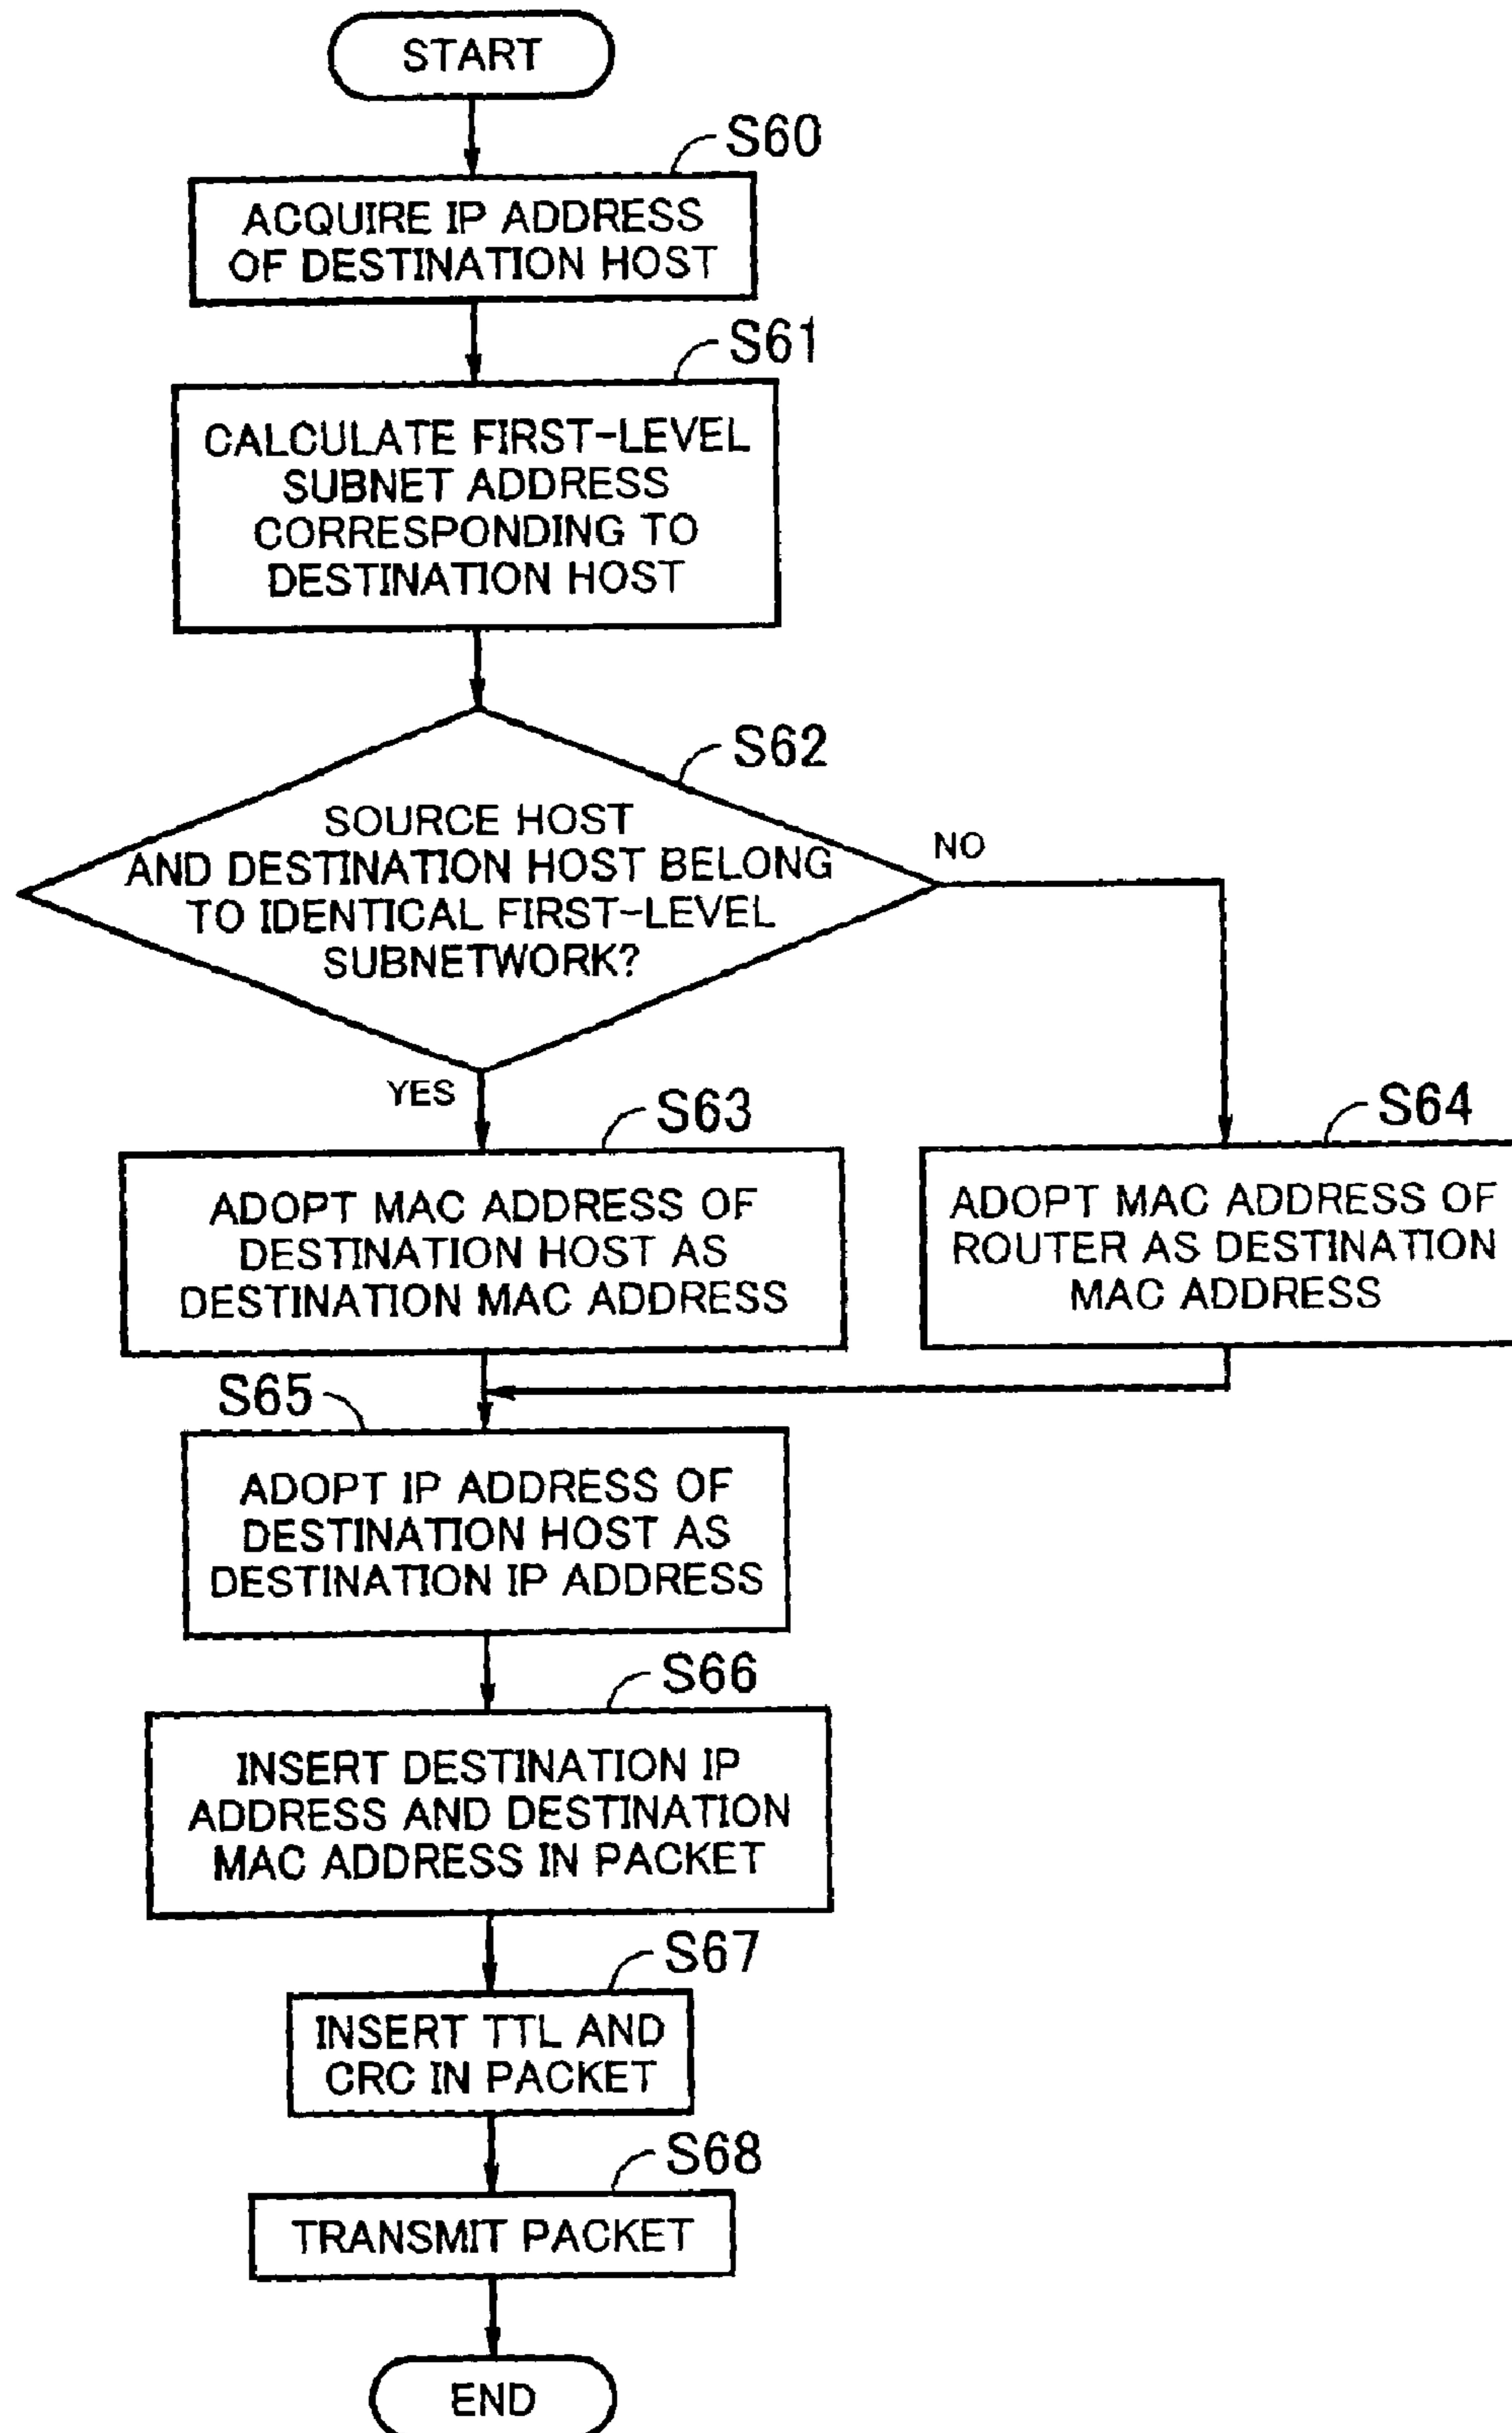 START
S60
ACQUIRE IP ADDRESS
OF DESTINATION HOST
S61
CALCULATE FIRST-LEVEL
SUBNET ADDRESS
CORRESPONDING TO
DESTINATION HOST
S62
SOURCE HOST
AND DESTINATION HOST BELONG
TO IDENTICAL FIRST-LEVEL
SUBNETWORK?
NO
YES
S63
ADOPT MAC ADDRESS OF
DESTINATION HOST AS
DESTINATION MAC ADDRESS
S64
ADOPT MAC ADDRESS OF
ROUTER AS DESTINATION
MAC ADDRESS
S65
ADOPT IP ADDRESS OF
DESTINATION HOST AS
DESTINATION IP ADDRESS
S66
INSERT DESTINATION IP
ADDRESS AND DESTINATION
MAC ADDRESS IN PACKET
S67
INSERT TTL AND
CRC IN PACKET
S68
TRANSMIT PACKET
END